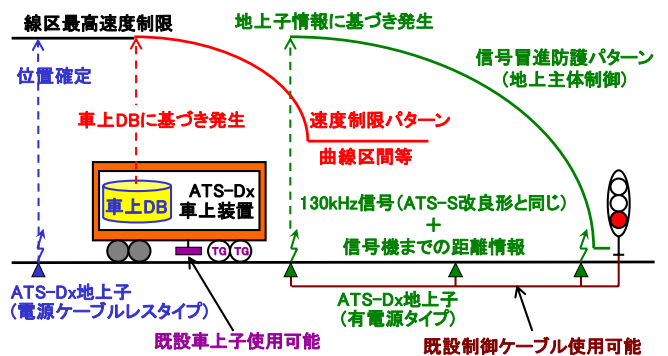 線区最高速度制限
地上子情報に基づき発生
位置確定
信号冒進防護パターン
(地上主体制御)
車上DBに基づき発生
速度制限パターン
曲線区間等
ATS-Dx
車上装置
車上DB
130kHz信号(ATS-S改良形と同じ)
+
信号機までの距離情報
TG TG
ATS-Dx地上子
(電源ケーブルレスタイプ)
ATS-Dx地上子
(有電源タイプ)
既設車上子使用可能
既設制御ケーブル使用可能